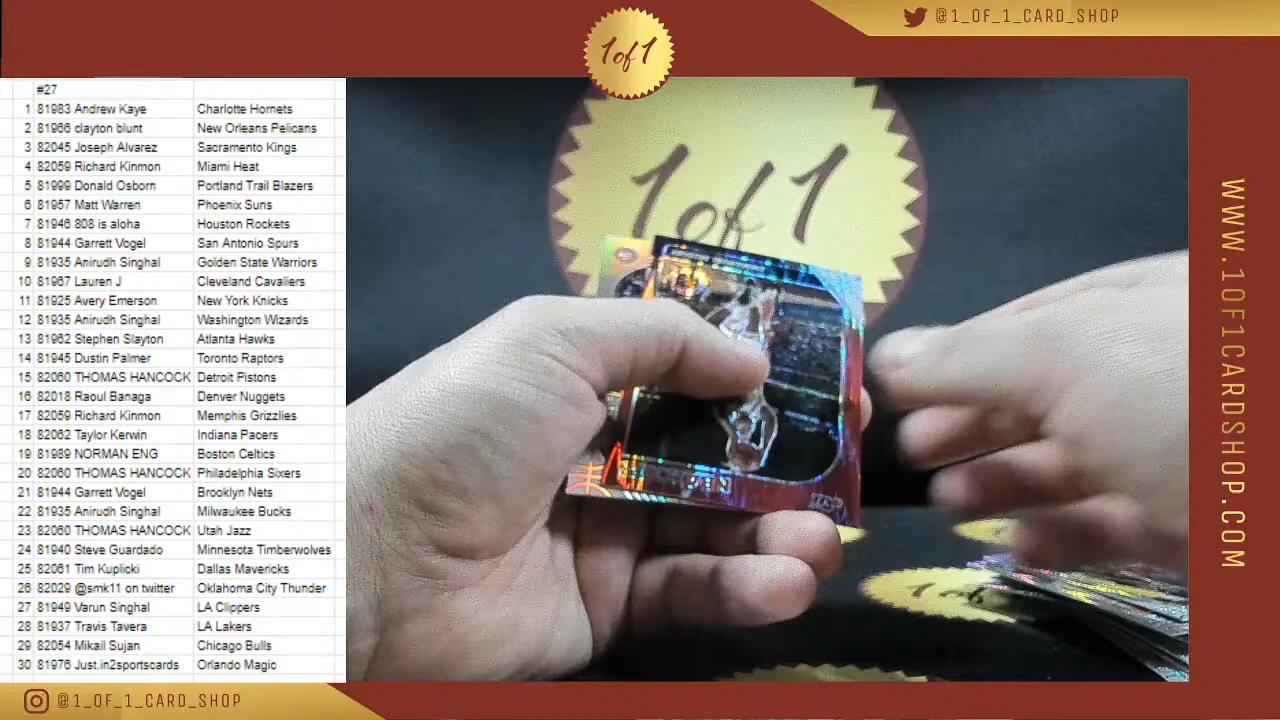 @1_OF_1_CARD_SHOP
1of1
#27
1 81983 Andrew Kaye Charlotte Hornets
2 81966 clayton blunt New Orleans Pelicans
3 82045 Joseph Alvarez Sacramento Kings
4 82059 Richard Kinmon Miami Heat
5 81999 Donald Osborn Portland Trail Blazers
6 81957 Matt Warren Phoenix Suns
7 81946 808 is aloha Houston Rockets
8 81944 Garrett Vogel San Antonio Spurs
9 81935 Anirudh Singhal Golden State Warriors
10 81967 Lauren J Cleveland Cavaliers
11 81925 Avery Emerson New York Knicks
12 81935 Anirudh Singhal Washington Wizards
13 81962 Stephen Slayton Atlanta Hawks
14 81945 Dustin Palmer Toronto Raptors
15 82060 THOMAS HANCOCK Detroit Pistons
16 82018 Raoul Banaga Denver Nuggets
17 82059 Richard Kinmon Memphis Grizzlies
18 82062 Taylor Kerwin Indiana Pacers
19 81989 NORMAN ENG Boston Celtics
20 82060 THOMAS HANCOCK Philadelphia Sixers
21 81944 Garrett Vogel Brooklyn Nets
22 81935 Anirudh Singhal Milwaukee Bucks
23 82060 THOMAS HANCOCK Utah Jazz
24 81940 Steve Guardado Minnesota Timberwolves
25 82061 Tim Kuplicki Dallas Mavericks
26 82029 @smk11 on twitter Oklahoma City Thunder
27 81949 Varun Singhal LA Clippers
28 81937 Travis Tavera LA Lakers
29 82054 Mikail Sujan Chicago Bulls
30 81976 Just.in2sportscards Orlando Magic
1of1
WWW.1OF1CARDSHOP.COM
@1_OF_1_CARD_SHOP